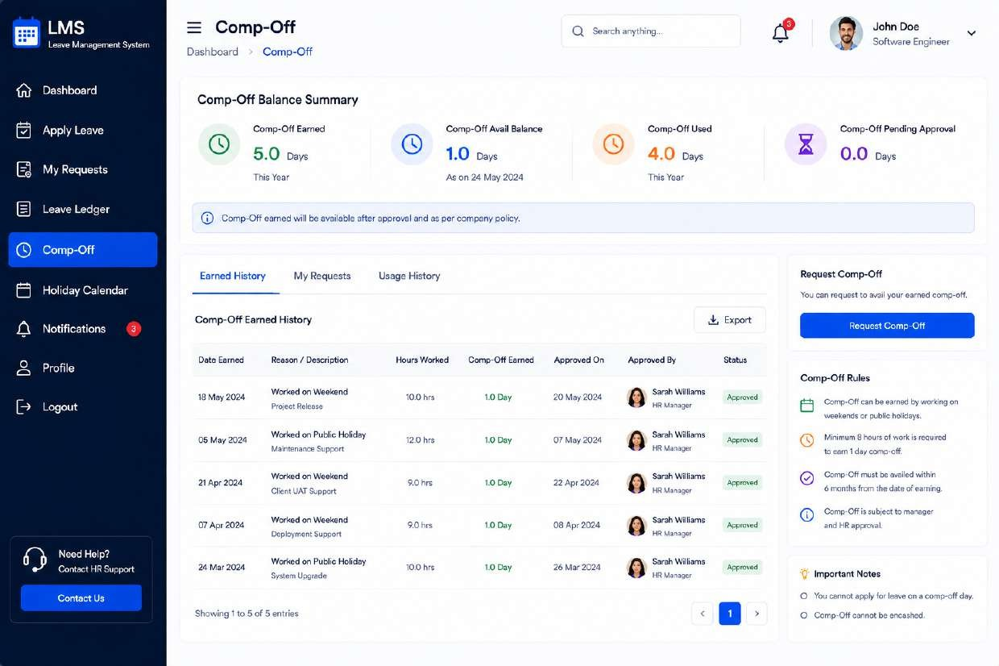 LMS
Leave Management System
Dashboard
Apply Leave
My Requests
Leave Ledger
Comp-Off
Holiday Calendar
Notifications
3
Profile
Logout
Need Help?
Contact HR Support
Contact Us
Comp-Off
Dashboard > Comp-Off
Search anything...
3
John Doe
Software Engineer
Comp-Off Balance Summary
Comp-Off Earned
5.0 Days
This Year
Comp-Off Avail Balance
1.0 Days
As on 24 May 2024
Comp-Off Used
4.0 Days
This Year
Comp-Off Pending Approval
0.0 Days
Comp-Off earned will be available after approval and as per company policy.
Earned History My Requests Usage History
Comp-Off Earned History
Export
Date Earned Reason / Description Hours Worked Comp-Off Earned Approved On Approved By Status
18 May 2024 Worked on Weekend 10.0 hrs 1.0 Day 20 May 2024 Sarah Williams Approved
Project Release HR Manager
05 May 2024 Worked on Public Holiday 12.0 hrs 1.0 Day 07 May 2024 Sarah Williams Approved
Maintenance Support HR Manager
21 Apr 2024 Worked on Weekend 9.0 hrs 1.0 Day 22 Apr 2024 Sarah Williams Approved
Client UAT Support HR Manager
07 Apr 2024 Worked on Weekend 9.0 hrs 1.0 Day 08 Apr 2024 Sarah Williams Approved
Deployment Support HR Manager
24 Mar 2024 Worked on Public Holiday 10.0 hrs 1.0 Day 26 Mar 2024 Sarah Williams Approved
System Upgrade HR Manager
Showing 1 to 5 of 5 entries
< 1 >
Request Comp-Off
You can request to avail your earned comp-off.
Request Comp-Off
Comp-Off Rules
Comp-Off can be earned by working on
weekends or public holidays.
Minimum 8 hours of work is required
to earn 1 day comp-off.
Comp-Off must be availed within
6 months from the date of earning.
Comp-Off is subject to manager
and HR approval.
Important Notes
You cannot apply for leave on a comp-off day.
Comp-Off cannot be encashed.